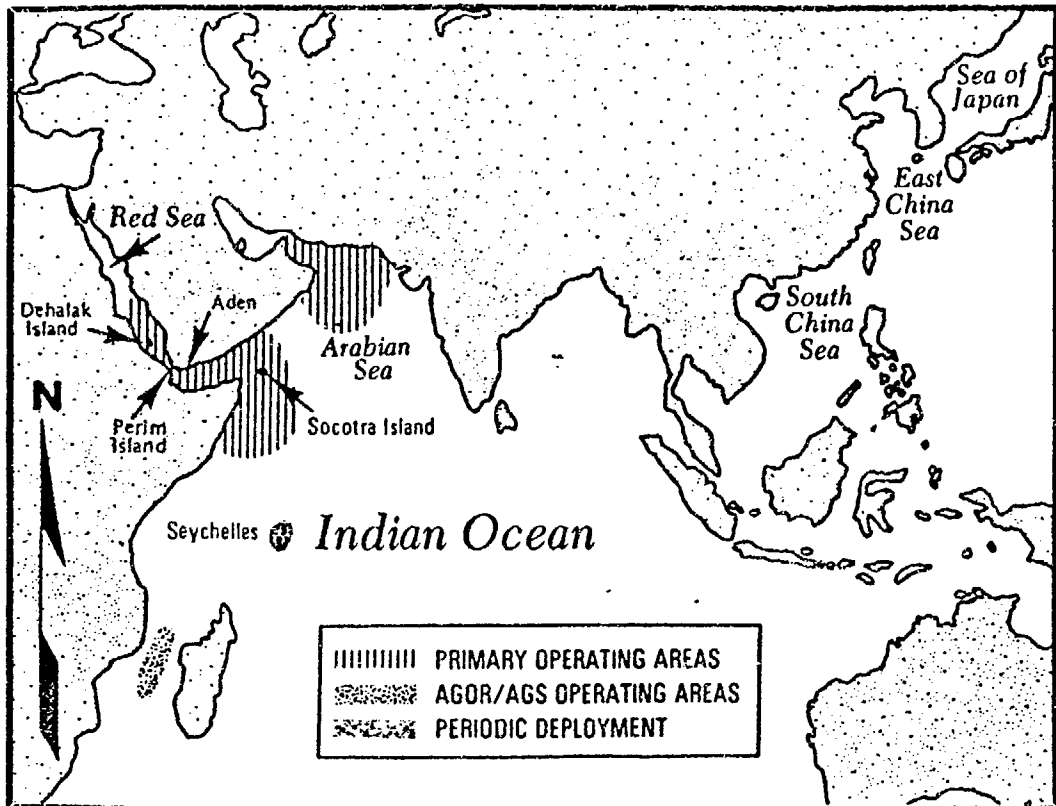 Sea of
Japan
East
China
Sea
Red Sea
Dehalak
Island
Aden
South
China
Sea
Arabian
Sea
N
Perim
Island
Socotra Island
Seychelles
Indian Ocean
PRIMARY OPERATING AREAS
AGOR/AGS OPERATING AREAS
PERIODIC DEPLOYMENT